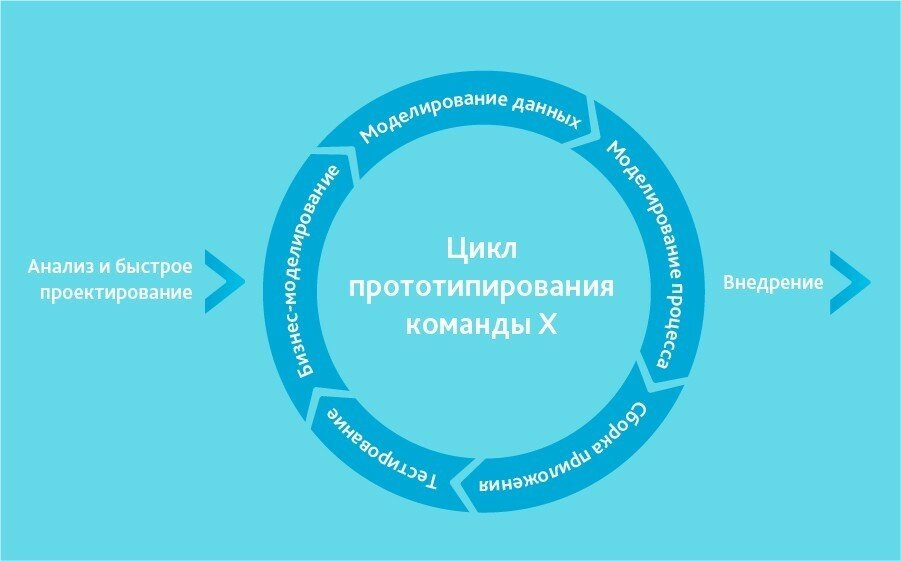 Анализ и быстрое
проектирование
Бизнес-моделирование
Моделирование данных
Моделирование процесса
Сборка приложения
Тестирование
Цикл
прототипирования
команды X
Внедрение